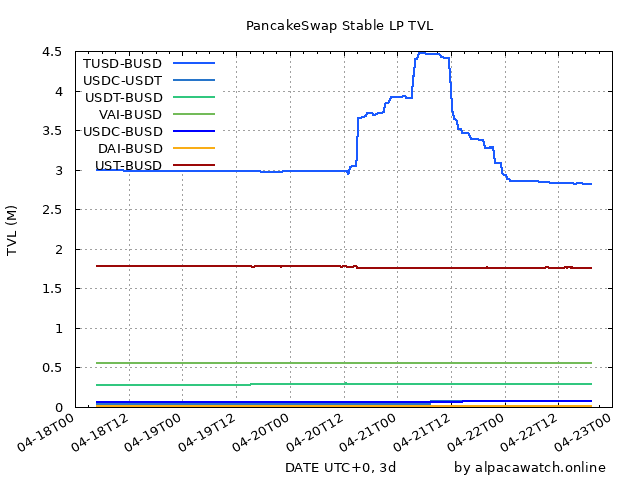 PancakeSwap Stable LP TVL
TUSD-BUSD
USDC-USDT
USDT-BUSD
VAI-BUSD
USDC-BUSD
DAI-BUSD
UST-BUSD
TVL (M)
4.5
4
3.5
3
2.5
2
1.5
1
0.5
0
04-18T00
04-18T12
04-19T00
04-19T12
04-20T00
04-20T12
04-21T00
04-21T12
04-22T00
04-22T12
04-23T00
DATE UTC+0, 3d
by alpacawatch.online